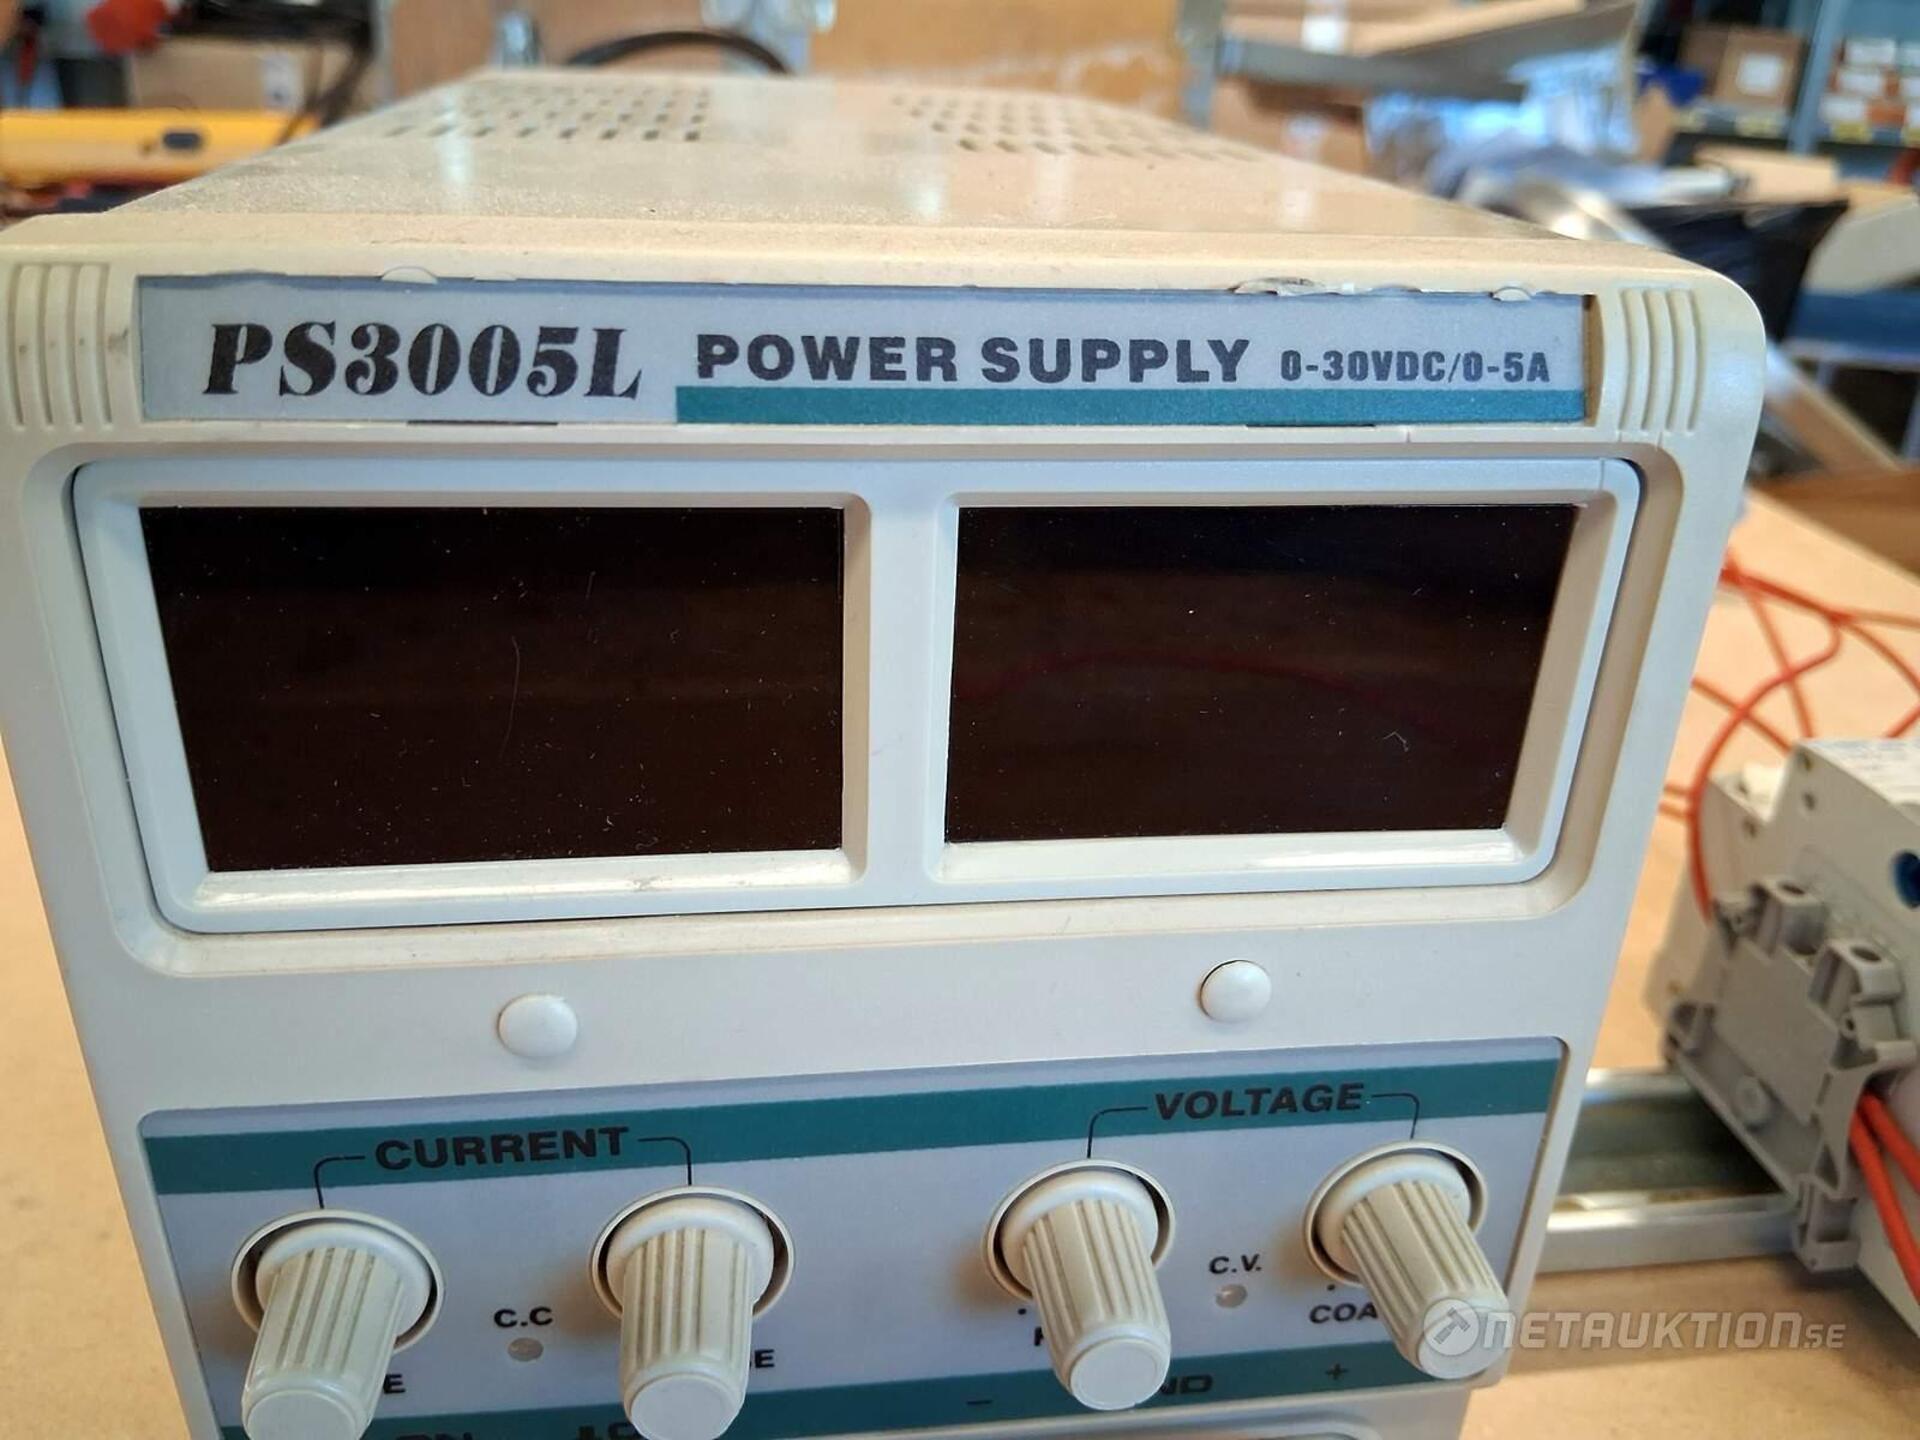 PS3005L POWER SUPPLY 0-30VDC/0-5A
CURRENT VOLTAGE
C.C C.V.
- +
NETAUKTION.SE